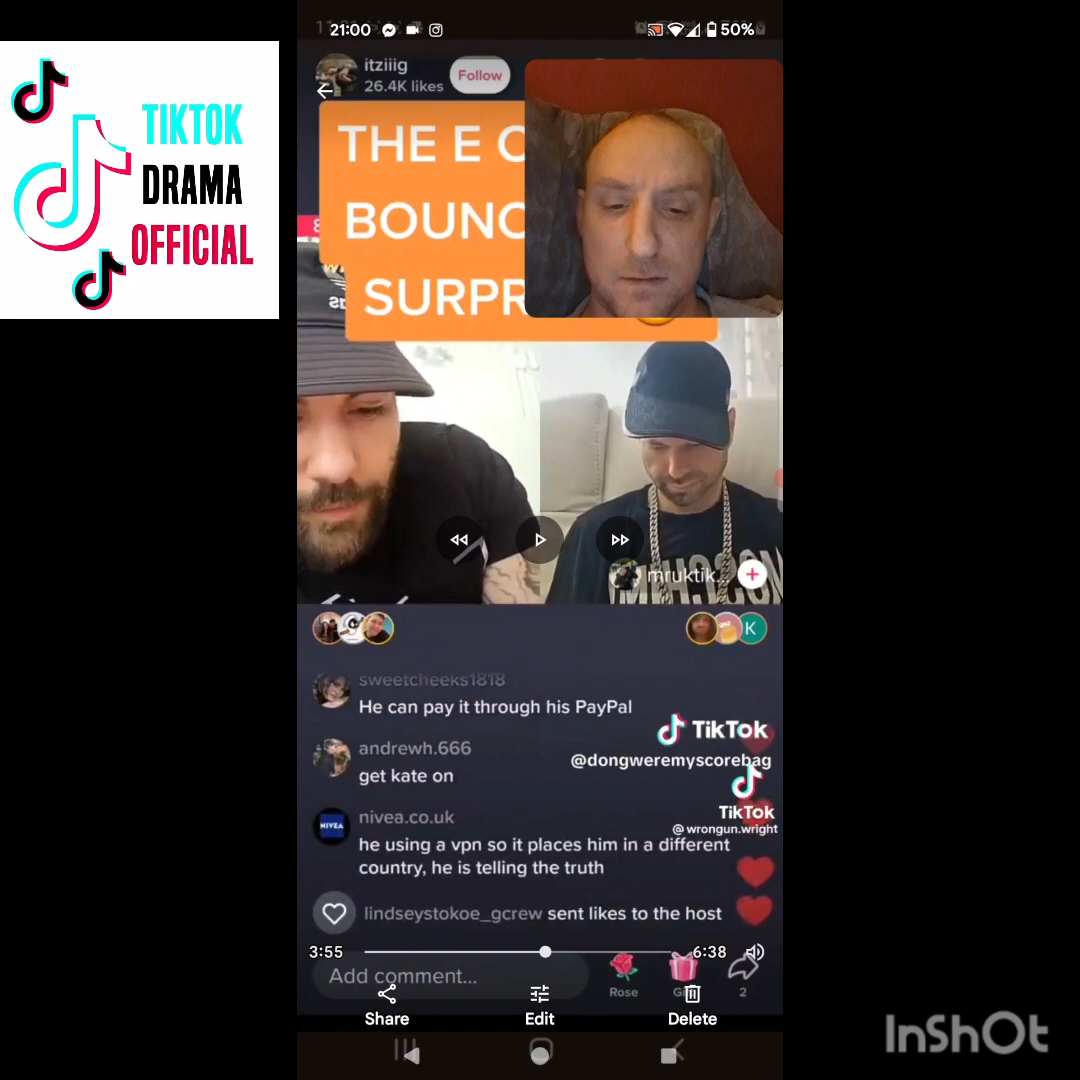 21:00
50%
TIKTOK
DRAMA
OFFICIAL
itziiig
26.4K likes
Follow
THE E
BOUNC
SURPR
mruktik
K
sweetcheeks1818
He can pay it through his PayPal
TikTok
andrewh.666
@dongweremyscorebag
get kate on
TikTok
@wrongun.wright
NIVEA
nivea.co.uk
he using a vpn so it places him in a different
country, he is telling the truth
lindseystokoe_gcrew sent likes to the host
3:55
6:38
Add comment...
Rose
2
Share
Edit
Delete
InShOt